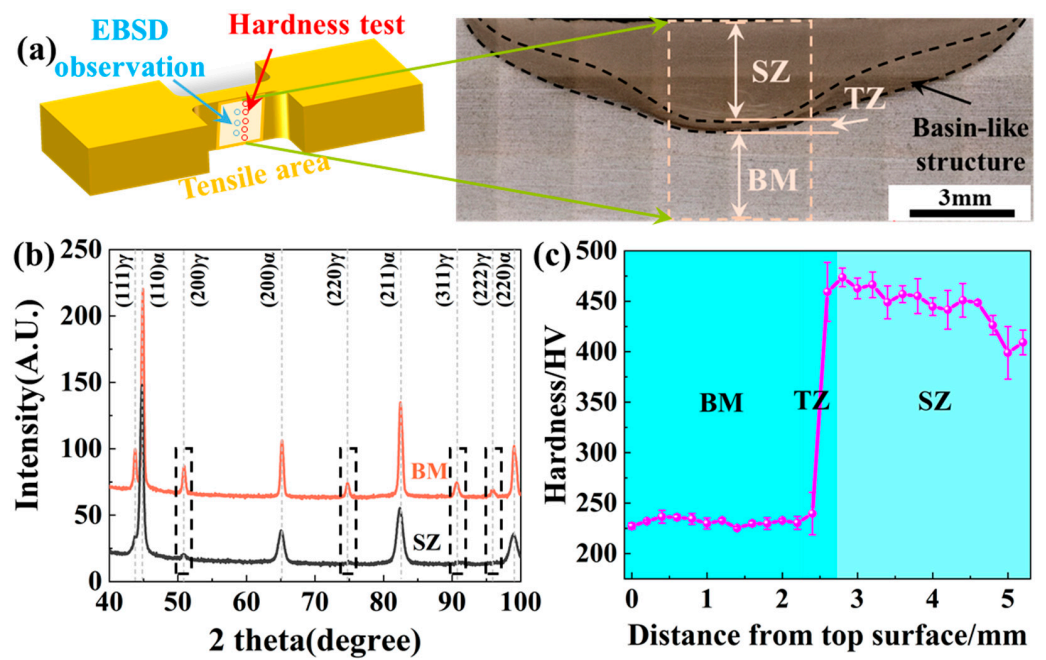 (a)
EBSD
observation
Hardness test
Tensile area
SZ
TZ
BM
Basin-like
structure
3mm
(b)
250
200
150
100
50
0
Intensity(A.U.)
(111)γ
(110)α
(200)γ
(200)α
(220)γ
(211)α
(311)γ
(222)γ
(220)α
BM
SZ
40 50 60 70 80 90 100
2 theta(degree)
(c)
500
450
400
350
300
250
200
Hardness/HV
BM TZ SZ
0 1 2 3 4 5
Distance from top surface/mm